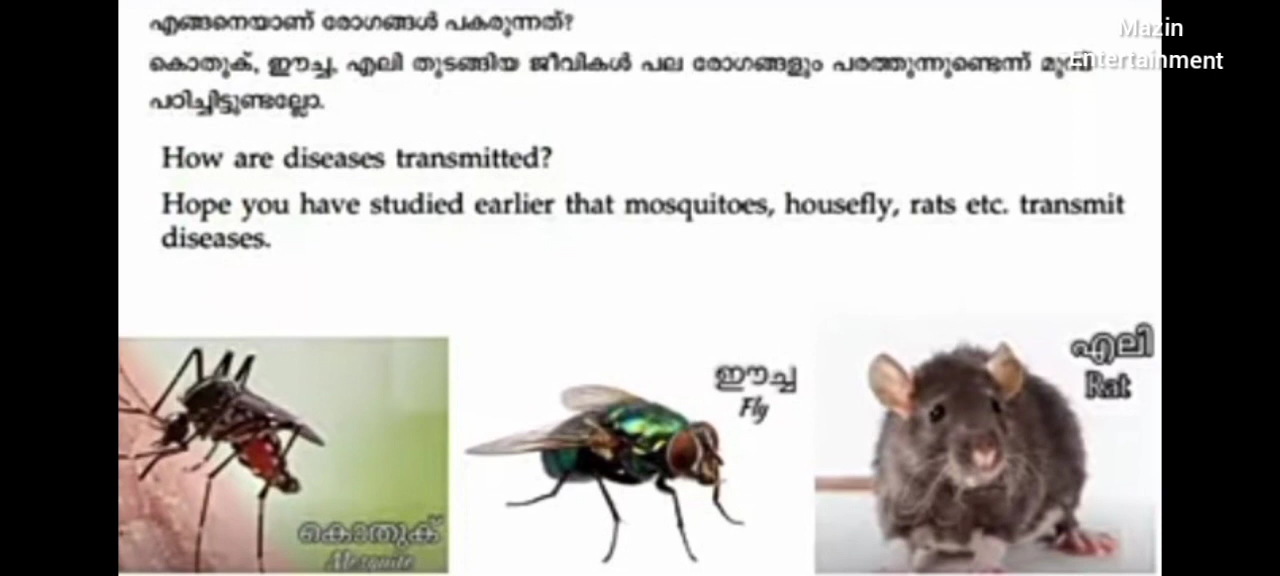 എങ്ങനെയാണ് രോഗങ്ങൾ പകരുന്നത്?
കൊതുക്, ഈച്ച, എലി തുടങ്ങിയ ജീവികൾ പല രോഗങ്ങളും പരത്തുന്നുണ്ടെന്ന്
പഠിച്ചിട്ടുണ്ടല്ലോ.
Mazin
Entertainment
How are diseases transmitted?
Hope you have studied earlier that mosquitoes, housefly, rats etc. transmit
diseases.
കൊതുക്
Mosquite
ഈച്ച
Fly
എലി
Rat